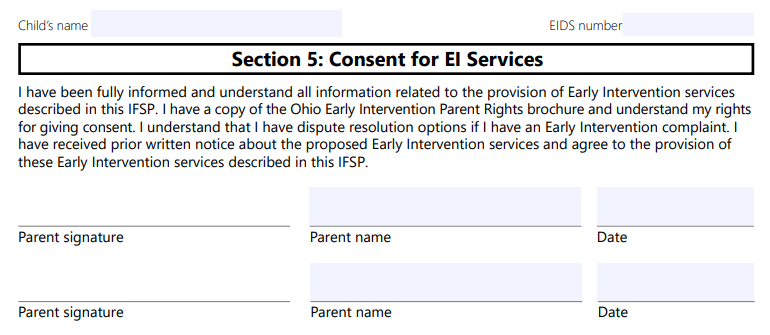 Child's name EIDS number
Section 5: Consent for EI Services
I have been fully informed and understand all information related to the provision of Early Intervention services
described in this IFSP. I have a copy of the Ohio Early Intervention Parent Rights brochure and understand my rights
for giving consent. I understand that I have dispute resolution options if I have an Early Intervention complaint. I
have received prior written notice about the proposed Early Intervention services and agree to the provision of
these Early Intervention services described in this IFSP.
Parent signature Parent name Date
Parent signature Parent name Date